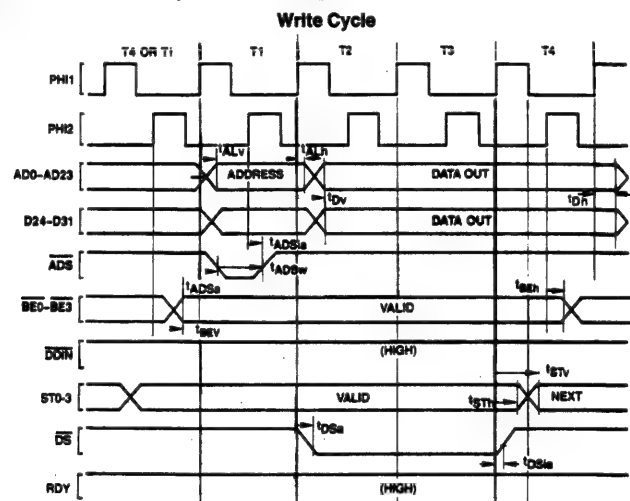 Write Cycle
T4 OR Ti T1 T2 T3 T4
PHI1
PHI2
tALv tALh
AD0–AD23 ADDRESS DATA OUT
tDv tDh
D24–D31 DATA OUT
tADSia
ADS tADSw
tADSa
BE0–BE3 VALID tBEh
tBEV
DDIN (HIGH)
tSTv
ST0-3 VALID tSTh NEXT
DS tDSa
tDSia
RDY (HIGH)